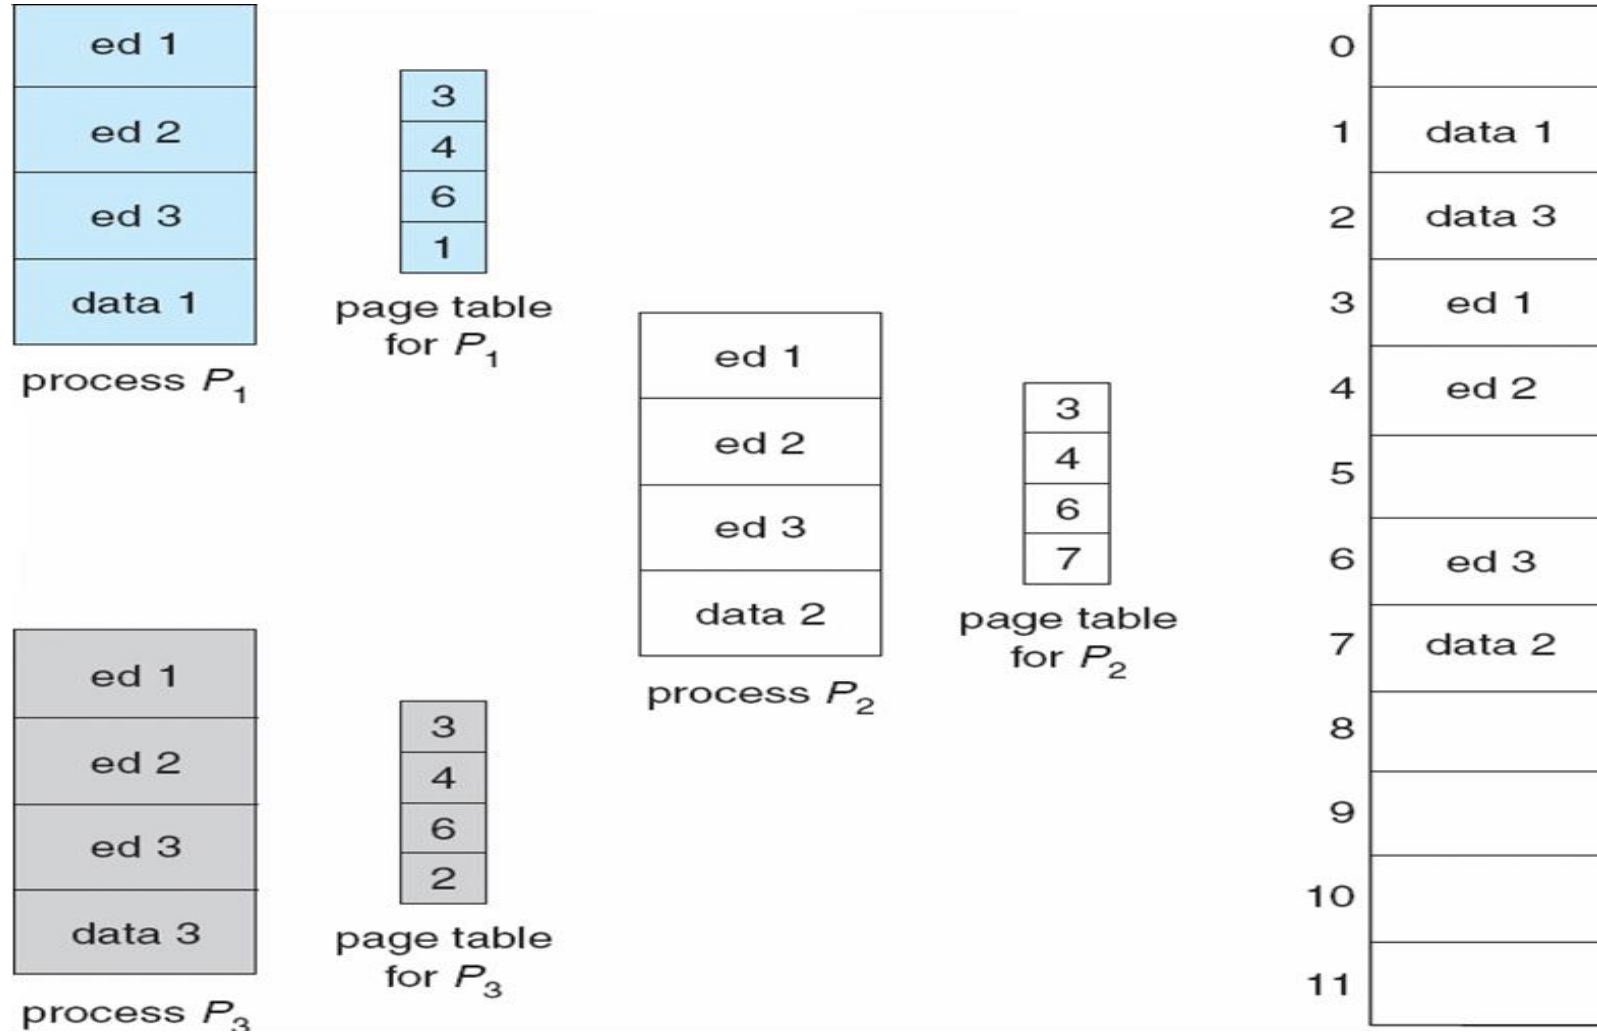 ed 1
ed 2
ed 3
data 1
process P1
3
4
6
1
page table
for P1
ed 1
ed 2
ed 3
data 2
process P2
3
4
6
7
page table
for P2
ed 1
ed 2
ed 3
data 3
process P3
3
4
6
2
page table
for P3
0
1 data 1
2 data 3
3 ed 1
4 ed 2
5
6 ed 3
7 data 2
8
9
10
11